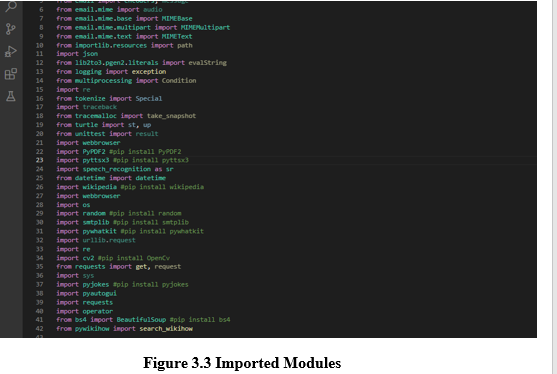 5 from email import encoders, message
6 from email.mime import audio
7 from email.mime.base import MIMEBase
8 from email.mime.multipart import MIMEMultipart
9 from email.mime.text import MIMEText
10 from importlib.resources import path
11 import json
12 from lib2to3.pgen2.literals import evalString
13 from logging import exception
14 from multiprocessing import Condition
15 import re
16 from tokenize import Special
17 import traceback
18 from tracemalloc import take_snapshot
19 from turtle import st, up
20 from unittest import result
21 import webbrowser
22 import PyPDF2 #pip install PyPDF2
23 import pyttsx3 #pip install pyttsx3
24 import speech_recognition as sr
25 from datetime import datetime
26 import wikipedia #pip install wikipedia
27 import webbrowser
28 import os
29 import random #pip install random
30 import smtplib #pip install smtplib
31 import pywhatkit #pip install pywhatkit
32 import urllib.request
33 import re
34 import cv2 #pip install OpenCv
35 from requests import get, request
36 import sys
37 import pyjokes #pip install pyjokes
38 import pyautogui
39 import requests
40 import operator
41 from bs4 import BeautifulSoup #pip install bs4
42 from pywikihow import search_wikihow
Figure 3.3 Imported Modules